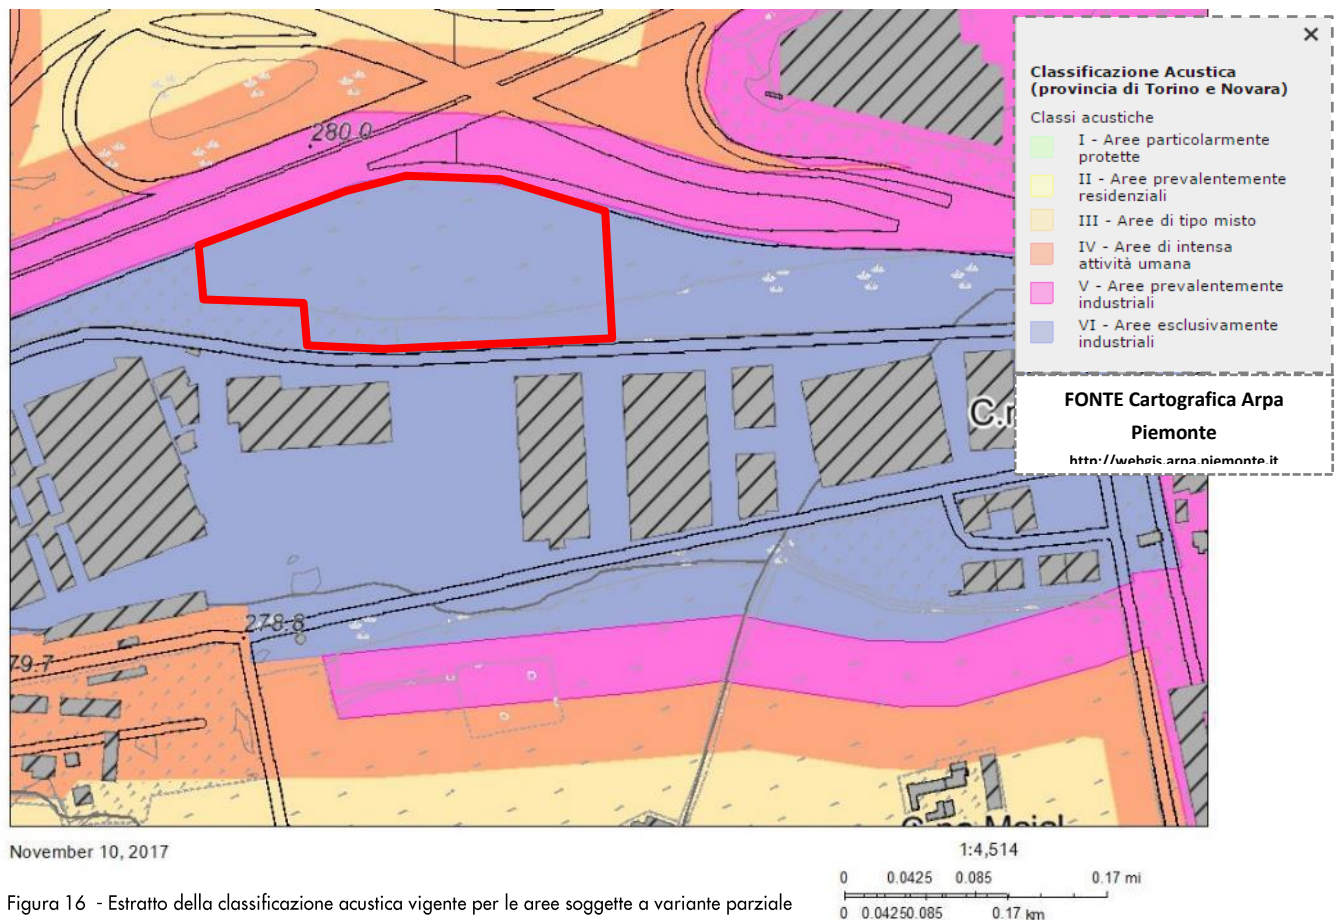 280.0
C.r
278.8
79.7
C.na Maiol
×
Classificazione Acustica
(provincia di Torino e Novara)
Classi acustiche
I - Aree particolarmente
protette
II - Aree prevalentemente
residenziali
III - Aree di tipo misto
IV - Aree di intensa
attività umana
V - Aree prevalentemente
industriali
VI - Aree esclusivamente
industriali
FONTE Cartografica Arpa
Piemonte
http://webgis.arpa.piemonte.it
November 10, 2017
1:4,514
0 0.0425 0.085 0.17 mi
0 0.04250.085 0.17 km
Figura 16 - Estratto della classificazione acustica vigente per le aree soggette a variante parziale